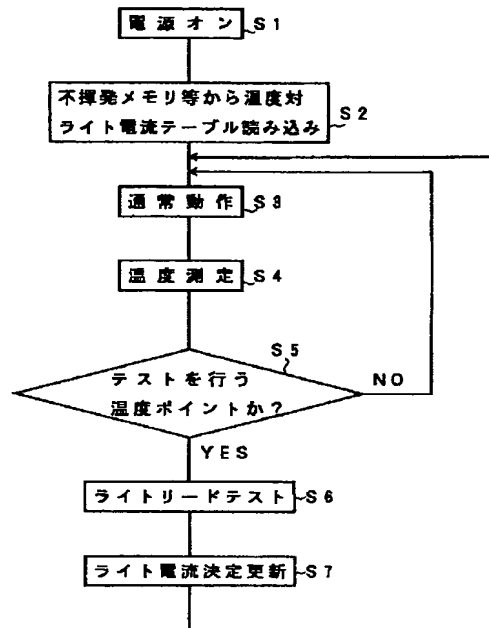 電源オン S1
不揮発メモリ等から温度対
ライト電流テーブル読み込み S2
通常動作 S3
温度測定 S4
S5
テストを行う
温度ポイントか?
NO
YES
ライトリードテスト S6
ライト電流決定更新 S7